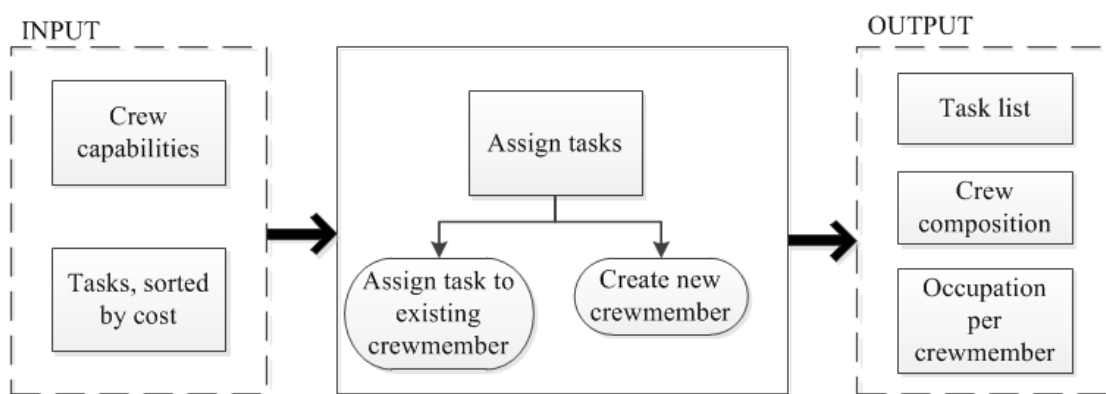 INPUT
Crew
capabilities
Tasks, sorted
by cost
Assign tasks
Assign task to
existing
crewmember
Create new
crewmember
OUTPUT
Task list
Crew
composition
Occupation
per
crewmember